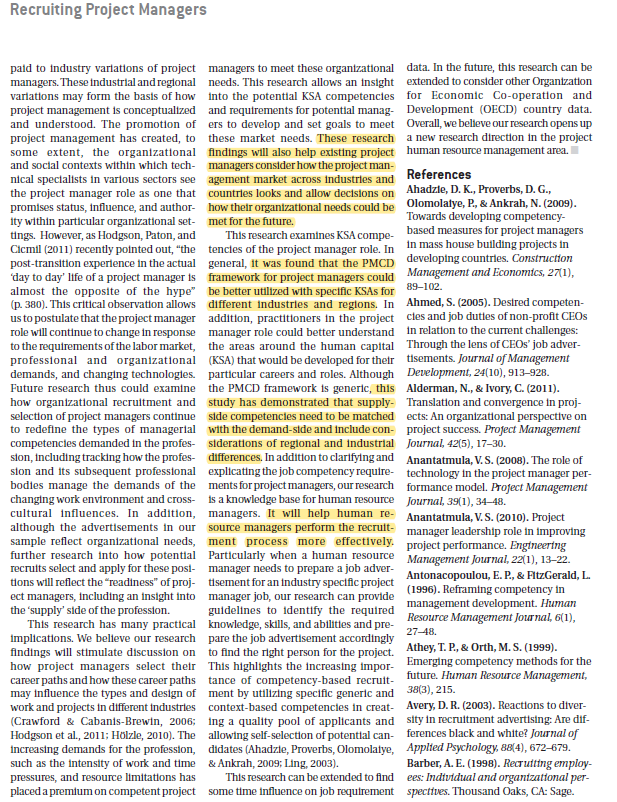 Recruiting Project Managers
paid to industry variations of project
managers. These industrial and regional
variations may form the basis of how
project management is conceptualized
and understood. The promotion of
project management has created, to
some extent, the organizational
and social contexts within which tech-
nical specialists in various sectors see
the project manager role as one that
promises status, influence, and author-
ity within particular organizational set-
tings. However, as Hodgson, Paton, and
Cicmil (2011) recently pointed out, “the
post-transition experience in the actual
‘day to day’ life of a project manager is
almost the opposite of the hype”
(p. 380). This critical observation allows
us to postulate that the project manager
role will continue to change in response
to the requirements of the labor market,
professional and organizational
demands, and changing technologies.
Future research thus could examine
how organizational recruitment and
selection of project managers continue
to redefine the types of managerial
competencies demanded in the profes-
sion, including tracking how the profes-
sion and its subsequent professional
bodies manage the demands of the
changing work environment and cross-
cultural influences. In addition,
although the advertisements in our
sample reflect organizational needs,
further research into how potential
recruits select and apply for these posi-
tions will reflect the “readiness” of proj-
ect managers, including an insight into
the ‘supply’ side of the profession.
This research has many practical
implications. We believe our research
findings will stimulate discussion on
how project managers select their
career paths and how these career paths
may influence the types and design of
work and projects in different industries
(Crawford & Cabanis-Brewin, 2006;
Hodgson et al., 2011; Hölzle, 2010). The
increasing demands for the profession,
such as the intensity of work and time
pressures, and resource limitations has
placed a premium on competent project
managers to meet these organizational
needs. This research allows an insight
into the potential KSA competencies
and requirements for potential manag-
ers to develop and set goals to meet
these market needs. These research
findings will also help existing project
managers consider how the project man-
agement market across industries and
countries looks and allow decisions on
how their organizational needs could be
met for the future.
This research examines KSA compe-
tencies of the project manager role. In
general, it was found that the PMCD
framework for project managers could
be better utilized with specific KSAs for
different industries and regions. In
addition, practitioners in the project
manager role could better understand
the areas around the human capital
(KSA) that would be developed for their
particular careers and roles. Although
the PMCD framework is generic, this
study has demonstrated that supply-
side competencies need to be matched
with the demand-side and include con-
siderations of regional and industrial
differences. In addition to clarifying and
explicating the job competency require-
ments for project managers, our research
is a knowledge base for human resource
managers. It will help human re-
source managers perform the recruit-
ment process more effectively.
Particularly when a human resource
manager needs to prepare a job adver-
tisement for an industry specific project
manager job, our research can provide
guidelines to identify the required
knowledge, skills, and abilities and pre-
pare the job advertisement accordingly
to find the right person for the project.
This highlights the increasing impor-
tance of competency-based recruit-
ment by utilizing specific generic and
context-based competencies in creat-
ing a quality pool of applicants and
allowing self-selection of potential can-
didates (Ahadzie, Proverbs, Olomolaiye,
& Ankrah, 2009; Ling, 2003).
This research can be extended to find
some time influence on job requirement
data. In the future, this research can be
extended to consider other Organization
for Economic Co-operation and
Development (OECD) country data.
Overall, we believe our research opens up
a new research direction in the project
human resource management area.
References
Ahadzie, D. K., Proverbs, D. G.,
Olomolaiye, P., & Ankrah, N. (2009).
Towards developing competency-
based measures for project managers
in mass house building projects in
developing countries. Construction
Management and Economics, 27(1),
89–102.
Ahmed, S. (2005). Desired competen-
cies and job duties of non-profit CEOs
in relation to the current challenges:
Through the lens of CEOs’ job adver-
tisements. Journal of Management
Development, 24(10), 913–928.
Alderman, N., & Ivory, C. (2011).
Translation and convergence in proj-
ects: An organizational perspective on
project success. Project Management
Journal, 42(5), 17–30.
Anantatmula, V. S. (2008). The role of
technology in the project manager per-
formance model. Project Management
Journal, 39(1), 34–48.
Anantatmula, V. S. (2010). Project
manager leadership role in improving
project performance. Engineering
Management Journal, 22(1), 13–22.
Antonacopoulou, E. P., & FitzGerald, L.
(1996). Reframing competency in
management development. Human
Resource Management Journal, 6(1),
27–48.
Athey, T. P., & Orth, M. S. (1999).
Emerging competency methods for the
future. Human Resource Management,
38(3), 215.
Avery, D. R. (2003). Reactions to diver-
sity in recruitment advertising: Are dif-
ferences black and white? Journal of
Applied Psychology, 88(4), 672–679.
Barber, A. E. (1998). Recruiting employ-
ees: Individual and organizational per-
spectives. Thousand Oaks, CA: Sage.